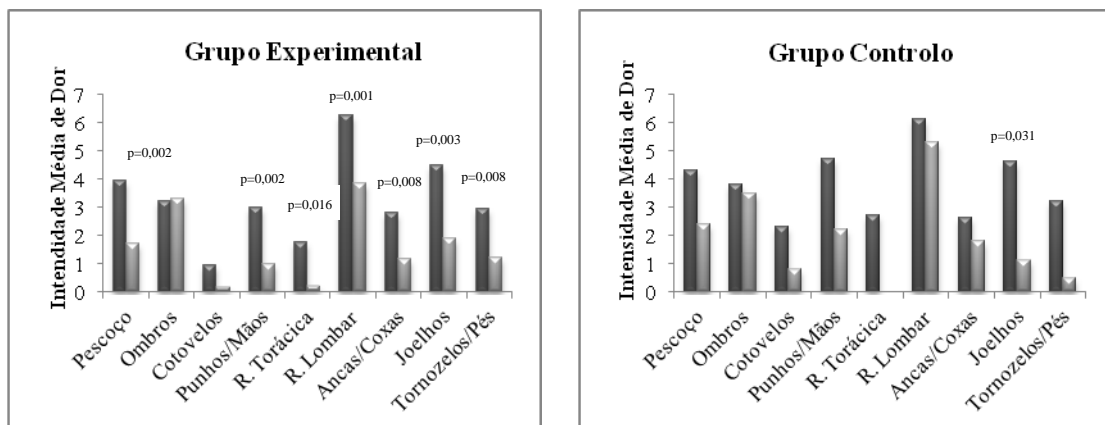 Grupo Experimental
Intendidade Média de Dor
7
6
5
4
3
2
1
0
p=0,002
p=0,002
p=0,016
p=0,001
p=0,008
p=0,003
p=0,008
Pescoço
Ombros
Cotovelos
Punhos/Mãos
R. Torácica
R. Lombar
Ancas/Coxas
Joelhos
Tornozelos/Pés
Grupo Controlo
Intensidade Média de Dor
7
6
5
4
3
2
1
0
p=0,031
Pescoço
Ombros
Cotovelos
Punhos/Mãos
R. Torácica
R. Lombar
Ancas/Coxas
Joelhos
Tornozelos/Pés